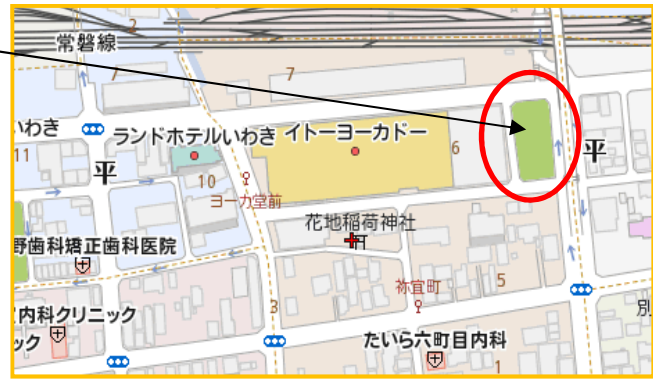 2
常磐線
7
7
いわき
ランドホテルいわき
イトーヨーカドー
11
平
6
平
10
ヨーカ堂前
花地稲荷神社
町
野歯科矯正歯科医院
祢宜町
5
別
内科クリニック
3
ック
たいら六町目内科
1